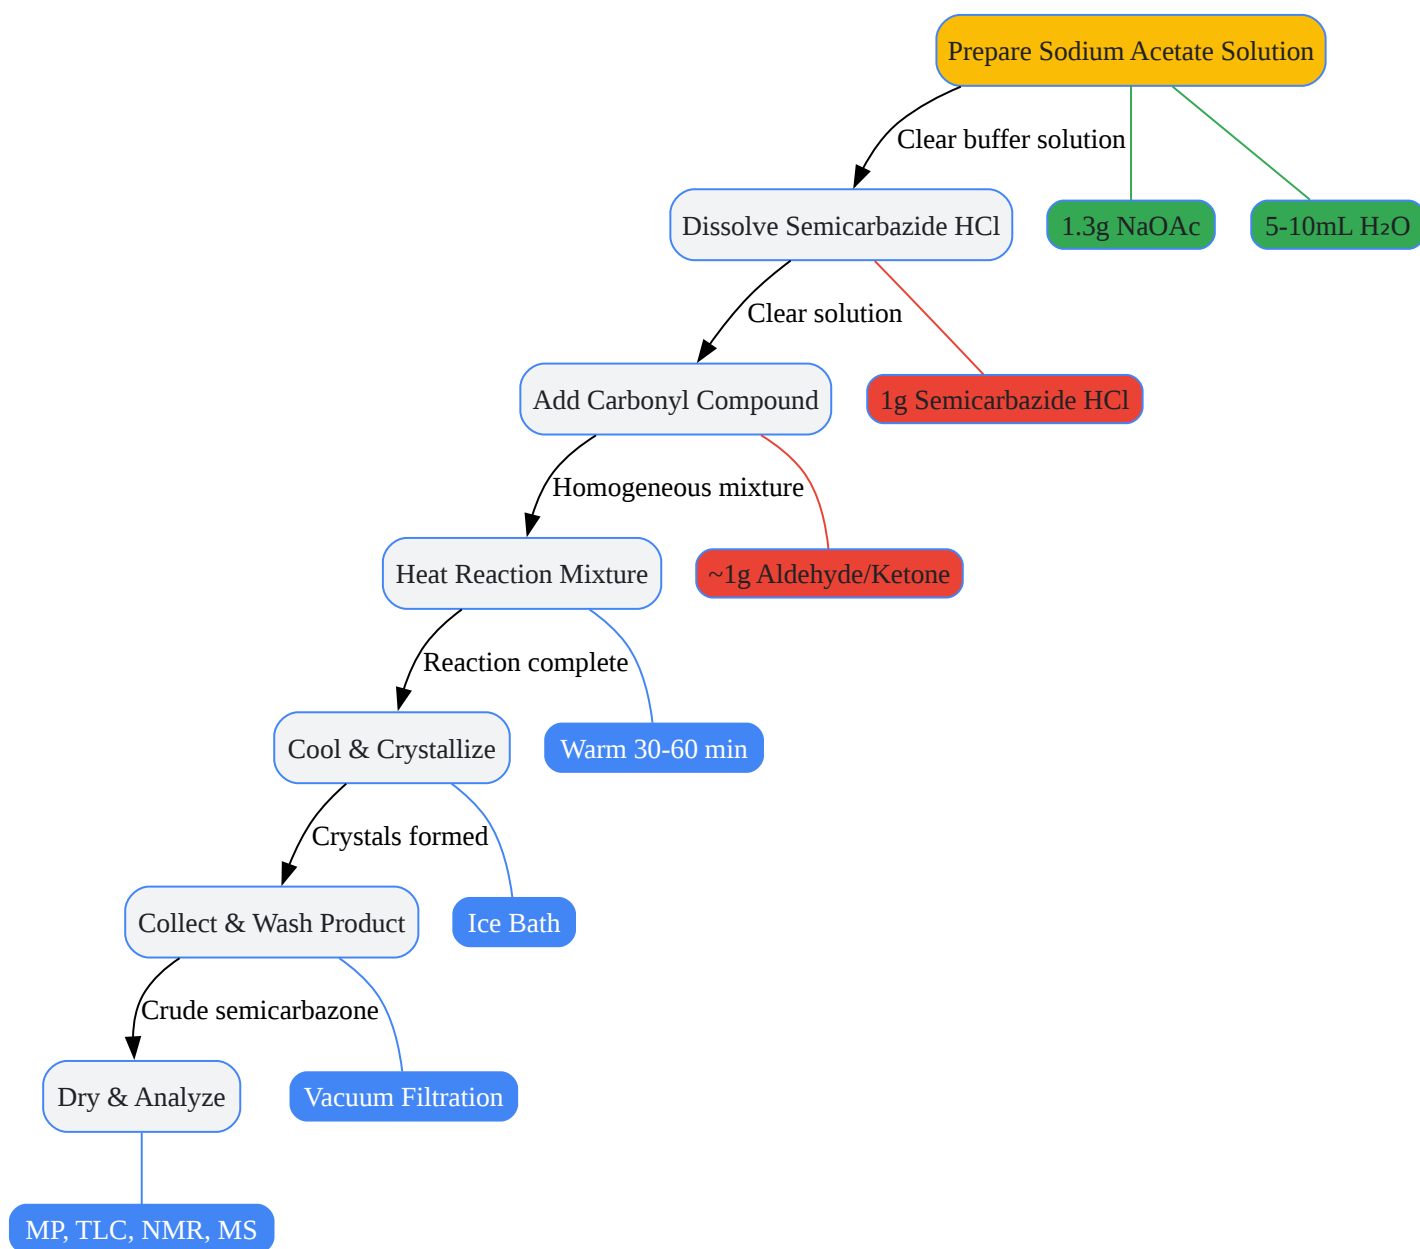 Prepare Sodium Acetate Solution
Clear buffer solution
Dissolve Semicarbazide HCl
1.3g NaOAc
5-10mL H₂O
Clear solution
Add Carbonyl Compound
1g Semicarbazide HCl
Homogeneous mixture
Heat Reaction Mixture
~1g Aldehyde/Ketone
Reaction complete
Cool & Crystallize
Warm 30-60 min
Crystals formed
Collect & Wash Product
Ice Bath
Crude semicarbazone
Dry & Analyze
Vacuum Filtration
MP, TLC, NMR, MS